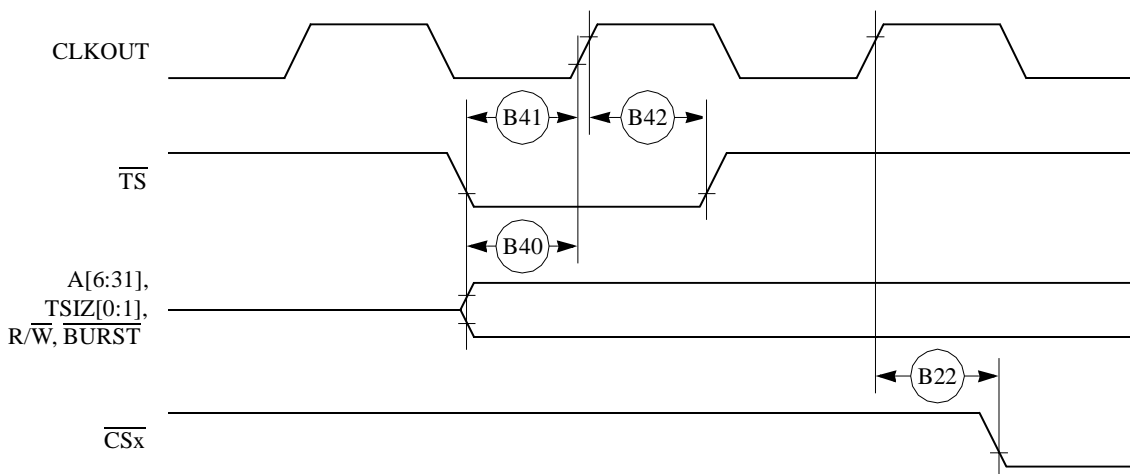 CLKOUT
B41
B42
TS
B40
A[6:31],
TSIZ[0:1],
R/W, BURST
B22
CSx